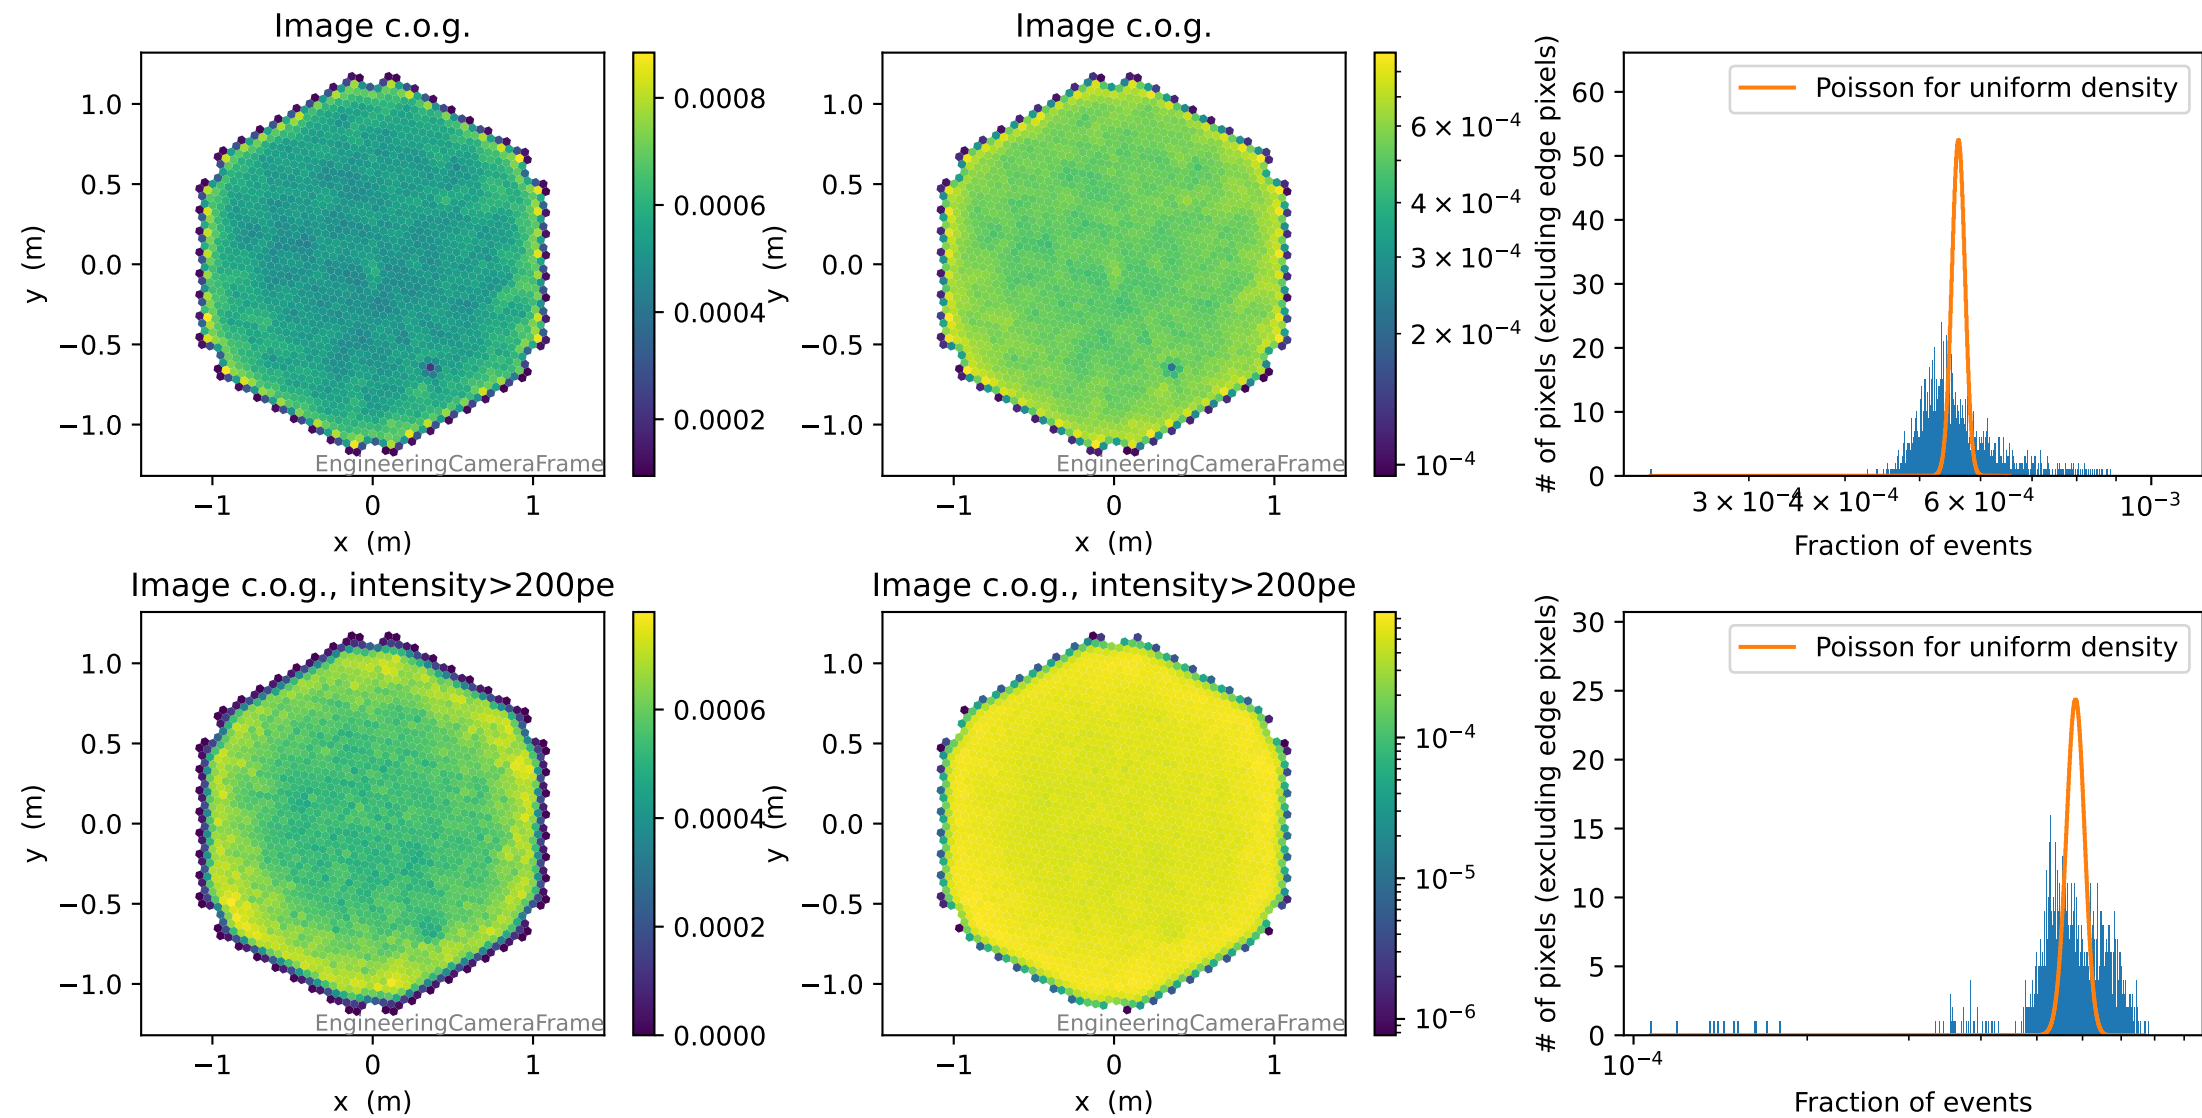 Image c.o.g.
1.0
0.5
0.0
−0.5
−1.0
y (m)
−1 0 1
x (m)
EngineeringCameraFrame
0.0008
0.0006
0.0004
0.0002
Image c.o.g.
1.0
0.5
0.0
−0.5
−1.0
y (m)
−1 0 1
x (m)
EngineeringCameraFrame
6 × 10⁻⁴
4 × 10⁻⁴
3 × 10⁻⁴
2 × 10⁻⁴
10⁻⁴
# of pixels (excluding edge pixels)
60
50
40
30
20
10
0
Poisson for uniform density
3 × 10⁻⁴ 4 × 10⁻⁴ 6 × 10⁻⁴ 10⁻³
Fraction of events
Image c.o.g., intensity>200pe
1.0
0.5
0.0
−0.5
−1.0
y (m)
−1 0 1
x (m)
EngineeringCameraFrame
0.0006
0.0004
0.0002
0.0000
Image c.o.g., intensity>200pe
1.0
0.5
0.0
−0.5
−1.0
y (m)
−1 0 1
x (m)
EngineeringCameraFrame
10⁻⁴
10⁻⁵
10⁻⁶
# of pixels (excluding edge pixels)
30
25
20
15
10
5
0
Poisson for uniform density
10⁻⁴
Fraction of events